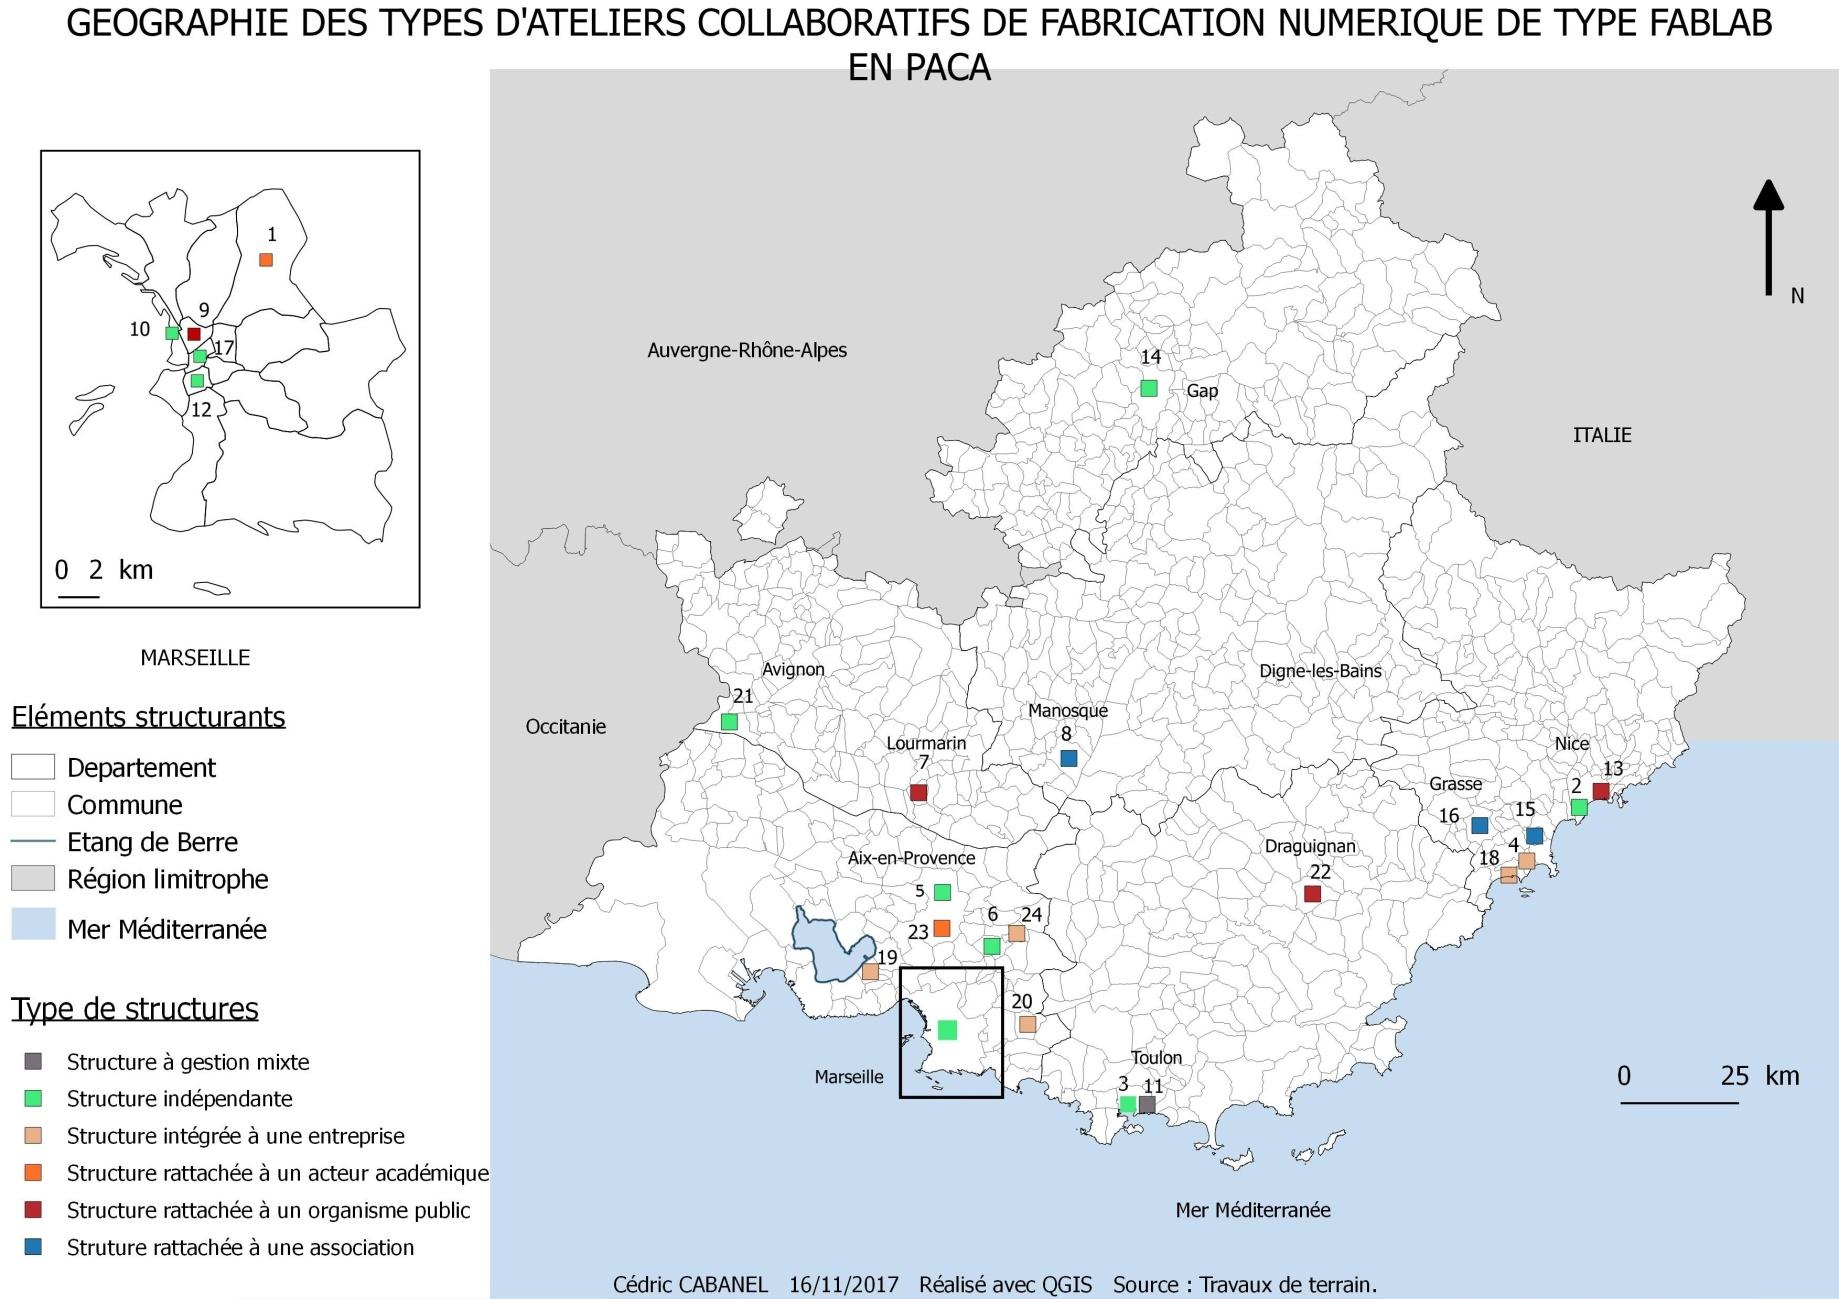 GEOGRAPHIE DES TYPES D'ATELIERS COLLABORATIFS DE FABRICATION NUMERIQUE DE TYPE FABLAB
EN PACA
1
9
10
17
12
0 2 km
MARSEILLE
Eléments structurants
Departement
Commune
Etang de Berre
Région limitrophe
Mer Méditerranée
Type de structures
Structure à gestion mixte
Structure indépendante
Structure intégrée à une entreprise
Structure rattachée à un acteur académique
Structure rattachée à un organisme public
Struture rattachée à une association
N
Auvergne-Rhône-Alpes
14
Gap
ITALIE
Avignon
Digne-les-Bains
21
Manosque
Occitanie
8
Lourmarin
7
Nice
13
Grasse
2
16
15
Draguignan
4
18
22
Aix-en-Provence
5
6
24
23
19
20
Marseille
Toulon
3
11
0 25 km
Mer Méditerranée
Cédric CABANEL 16/11/2017 Réalisé avec QGIS Source : Travaux de terrain.